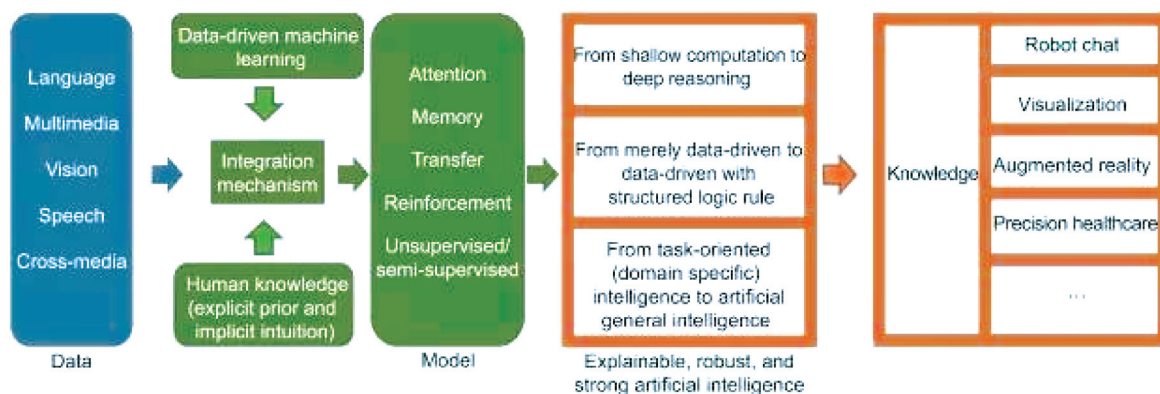 Language
Multimedia
Vision
Speech
Cross-media
Data
Data-driven machine
learning
Integration
mechanism
Human knowledge
(explicit prior and
implicit intuition)
Attention
Memory
Transfer
Reinforcement
Unsupervised/
semi-supervised
Model
From shallow computation to
deep reasoning
From merely data-driven to
data-driven with
structured logic rule
From task-oriented
(domain specific)
intelligence to artificial
general intelligence
Explainable, robust, and
strong artificial intelligence
Knowledge
Robot chat
Visualization
Augmented reality
Precision healthcare
...